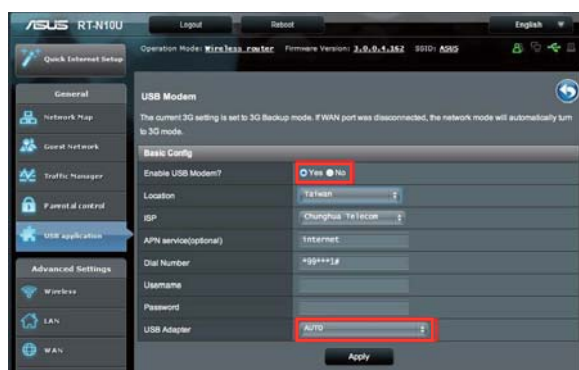 ASUS RT-N10U
Logout
Reboot
English
Quick Internet Setup
Operation Mode: Wireless router Firmware Version: 3.0.0.4.162 SSID: ASUS
General
Network Map
Guest Network
Traffic Manager
Parental control
USB application
Advanced Settings
Wireless
LAN
WAN
USB Modem
The current 3G setting is set to 3G Backup mode. If WAN port was disconnected, the network mode will automatically turn
to 3G mode.
Basic Config
Enable USB Modem? Yes No
Location Taiwan
ISP Chunghua Telecom
APN service(optional) internet
Dial Number *99***1#
Username
Password
USB Adapter AUTO
Apply